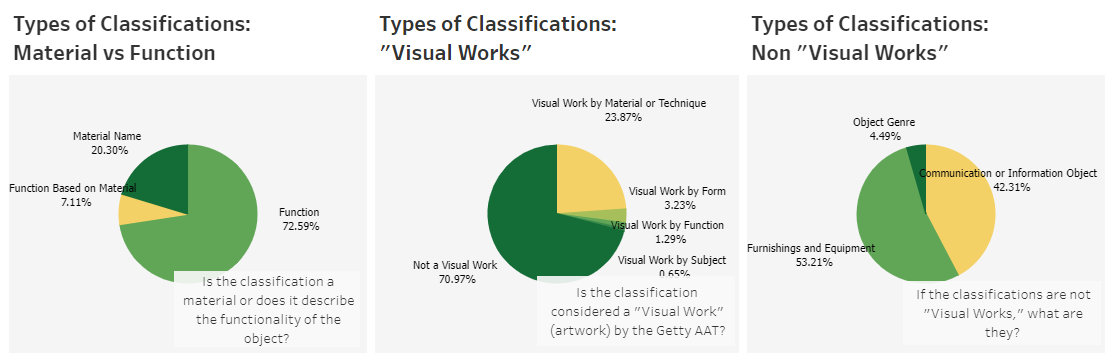 Types of Classifications:
Material vs Function
Material Name
20.30%
Function Based on Material
7.11%
Function
72.59%
Is the classification a
material or does it describe
the functionality of the
object?
Types of Classifications:
"Visual Works"
Visual Work by Material or Technique
23.87%
Visual Work by Form
3.23%
Visual Work by Function
1.29%
Visual Work by Subject
0.65%
Not a Visual Work
70.97%
Is the classification
considered a "Visual Work"
(artwork) by the Getty AAT?
Types of Classifications:
Non "Visual Works"
Object Genre
4.49%
Communication or Information Object
42.31%
Furnishings and Equipment
53.21%
If the classifications are not
"Visual Works," what are
they?